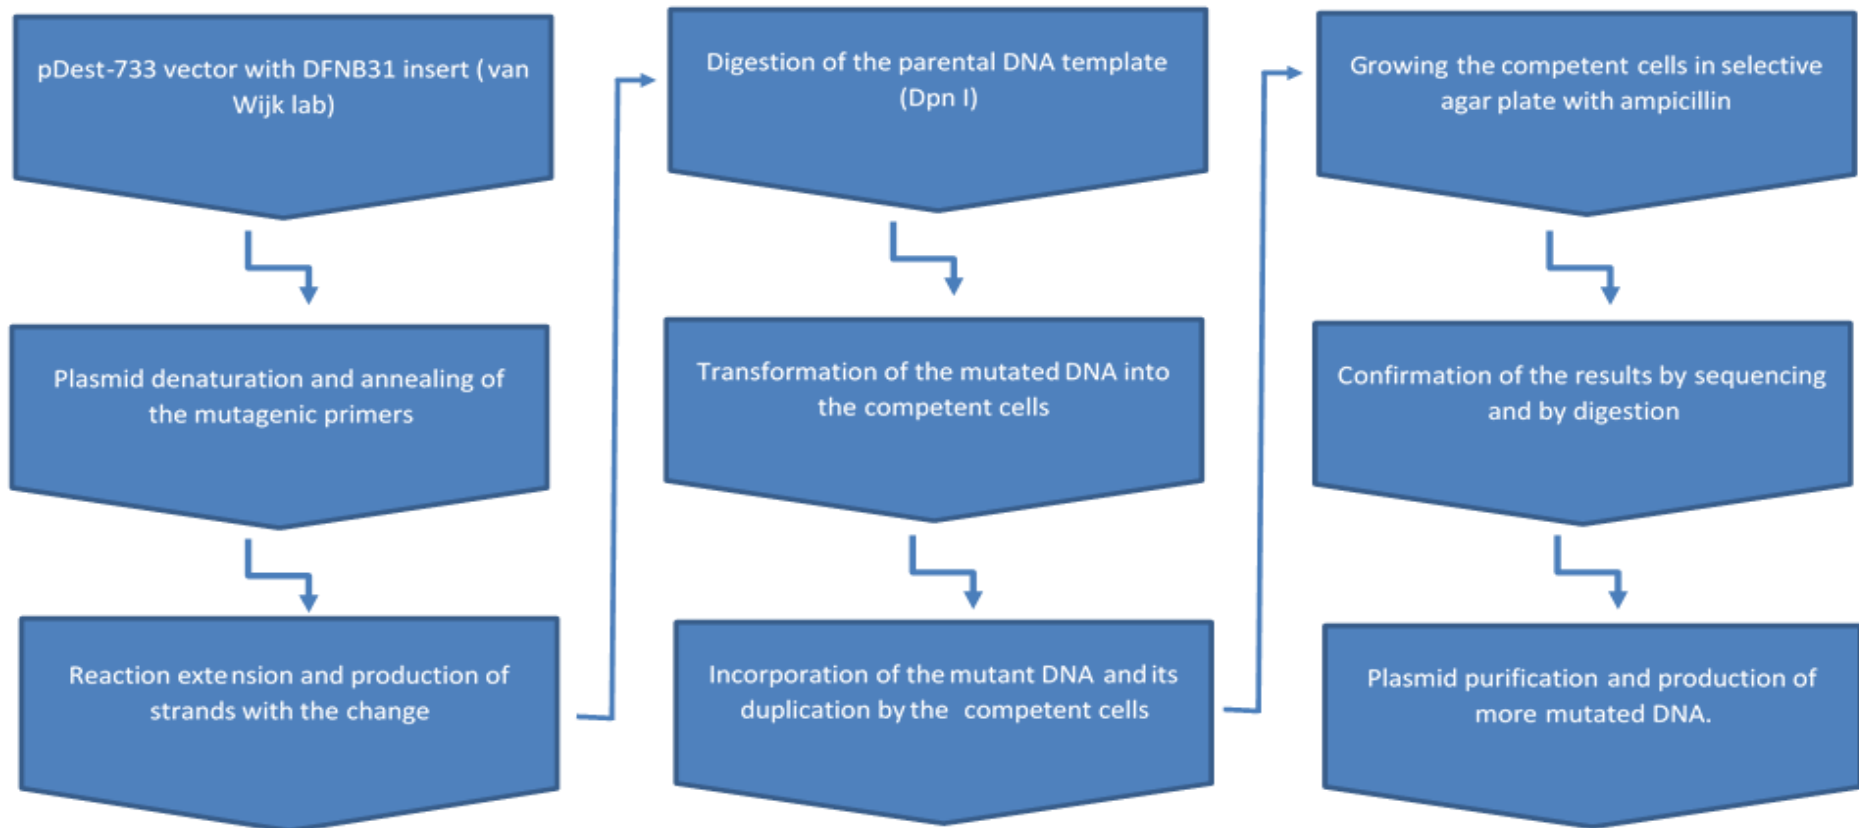 pDest-733 vector with DFNB31 insert (van
Wijk lab)
Plasmid denaturation and annealing of
the mutagenic primers
Reaction extension and production of
strands with the change
Digestion of the parental DNA template
(Dpn I)
Transformation of the mutated DNA into
the competent cells
Incorporation of the mutant DNA and its
duplication by the competent cells
Growing the competent cells in selective
agar plate with ampicillin
Confirmation of the results by sequencing
and by digestion
Plasmid purification and production of
more mutated DNA.